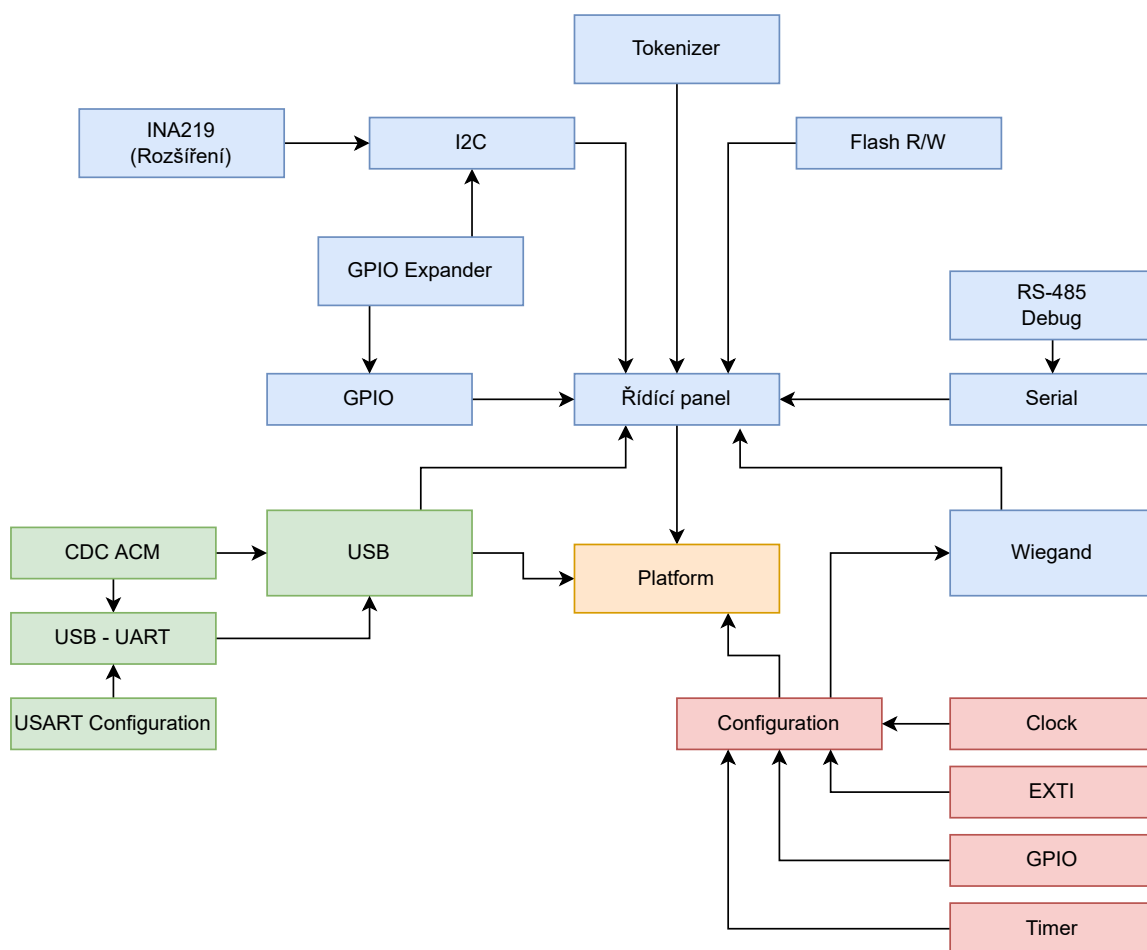 Tokenizer
INA219
(Rozšíření)
I2C
Flash R/W
GPIO Expander
RS-485
Debug
GPIO
Řídící panel
Serial
CDC ACM
USB
Platform
Wiegand
USB - UART
USART Configuration
Configuration
Clock
EXTI
GPIO
Timer